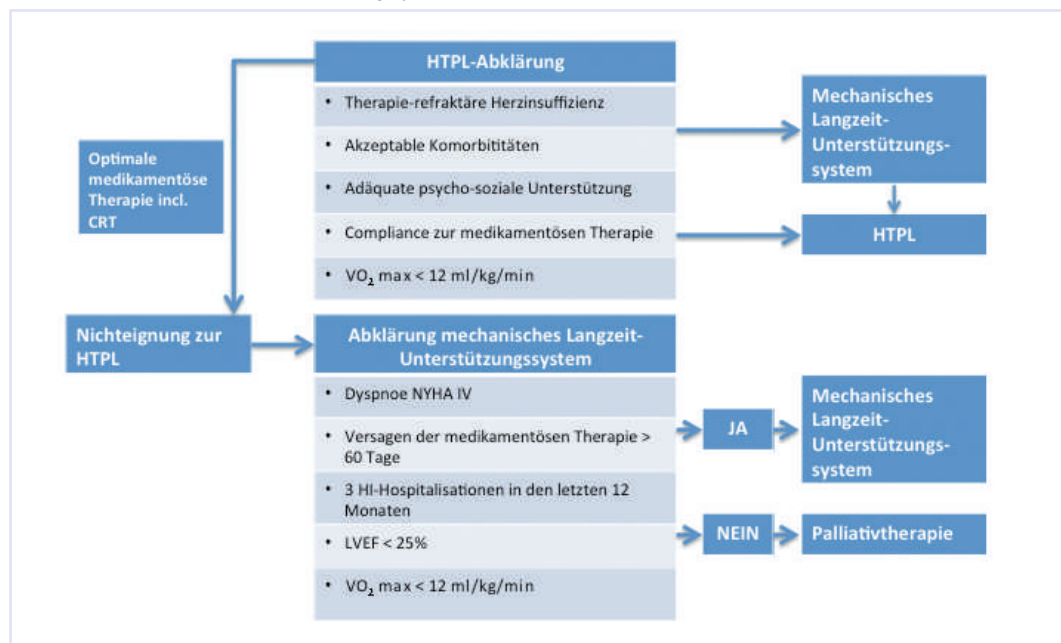 HTPL-Abklärung
• Therapie-refraktäre Herzinsuffizienz
• Akzeptable Komorbititäten
• Adäquate psycho-soziale Unterstützung
• Compliance zur medikamentösen Therapie
• VO₂ max < 12 ml/kg/min
Optimale
medikamentöse
Therapie incl.
CRT
Mechanisches
Langzeit-
Unterstützungs-
system
HTPL
Nichteignung zur
HTPL
Abklärung mechanisches Langzeit-
Unterstützungssystem
• Dyspnoe NYHA IV
• Versagen der medikamentösen Therapie >
60 Tage
• 3 HI-Hospitalisationen in den letzten 12
Monaten
• LVEF < 25%
• VO₂ max < 12 ml/kg/min
JA
Mechanisches
Langzeit-
Unterstützungs-
system
NEIN
Palliativtherapie